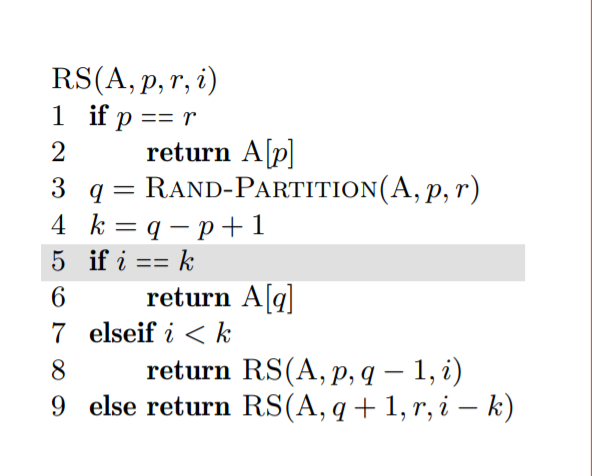 RS(A, p, r, i)
1 if p == r
2 return A[p]
3 q = RAND-PARTITION(A, p, r)
4 k = q − p + 1
5 if i == k
6 return A[q]
7 elseif i < k
8 return RS(A, p, q − 1, i)
9 else return RS(A, q + 1, r, i − k)